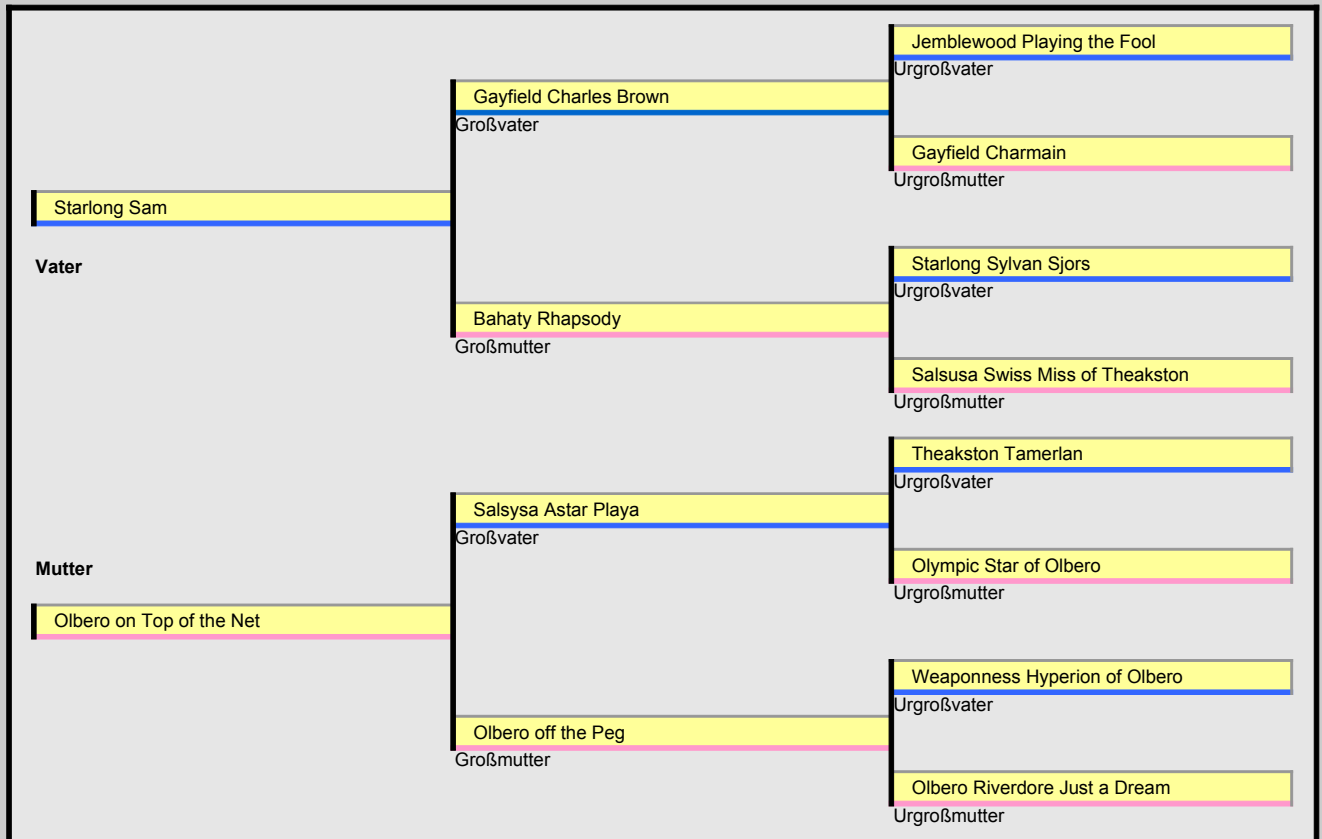 Jemblewood Playing the Fool
Urgroßvater
Gayfield Charles Brown
Großvater
Gayfield Charmain
Urgroßmutter
Starlong Sam
Vater
Starlong Sylvan Sjors
Urgroßvater
Bahaty Rhapsody
Großmutter
Salsusa Swiss Miss of Theakston
Urgroßmutter
Theakston Tamerlan
Urgroßvater
Salsysa Astar Playa
Großvater
Mutter
Olympic Star of Olbero
Urgroßmutter
Olbero on Top of the Net
Weaponness Hyperion of Olbero
Urgroßvater
Olbero off the Peg
Großmutter
Olbero Riverdore Just a Dream
Urgroßmutter